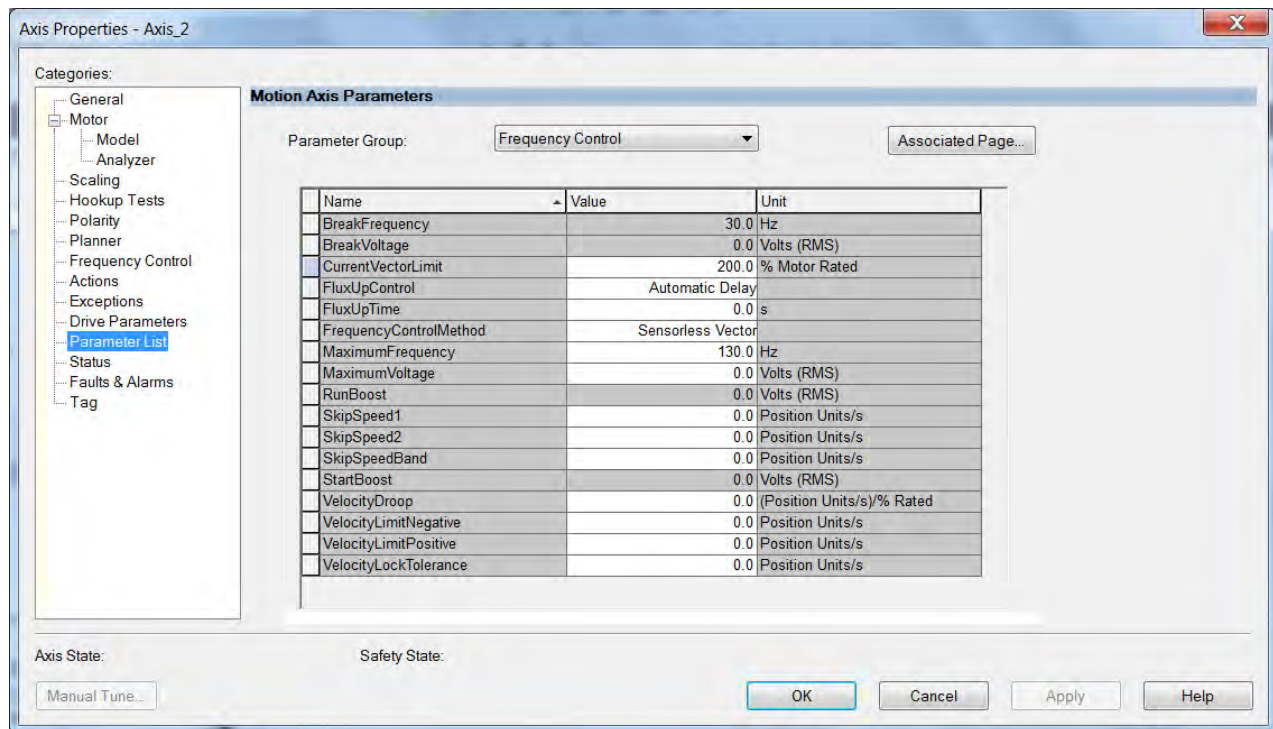 Axis Properties - Axis_2
X
Categories:
General
Motor
Model
Analyzer
Scaling
Hookup Tests
Polarity
Planner
Frequency Control
Actions
Exceptions
Drive Parameters
Parameter List
Status
Faults & Alarms
Tag
Motion Axis Parameters
Parameter Group: Frequency Control Associated Page...
Name Value Unit
BreakFrequency 30.0 Hz
BreakVoltage 0.0 Volts (RMS)
CurrentVectorLimit 200.0 % Motor Rated
FluxUpControl Automatic Delay
FluxUpTime 0.0 s
FrequencyControlMethod Sensorless Vector
MaximumFrequency 130.0 Hz
MaximumVoltage 0.0 Volts (RMS)
RunBoost 0.0 Volts (RMS)
SkipSpeed1 0.0 Position Units/s
SkipSpeed2 0.0 Position Units/s
SkipSpeedBand 0.0 Position Units/s
StartBoost 0.0 Volts (RMS)
VelocityDroop 0.0 (Position Units/s)/% Rated
VelocityLimitNegative 0.0 Position Units/s
VelocityLimitPositive 0.0 Position Units/s
VelocityLockTolerance 0.0 Position Units/s
Axis State: Safety State:
Manual Tune... OK Cancel Apply Help